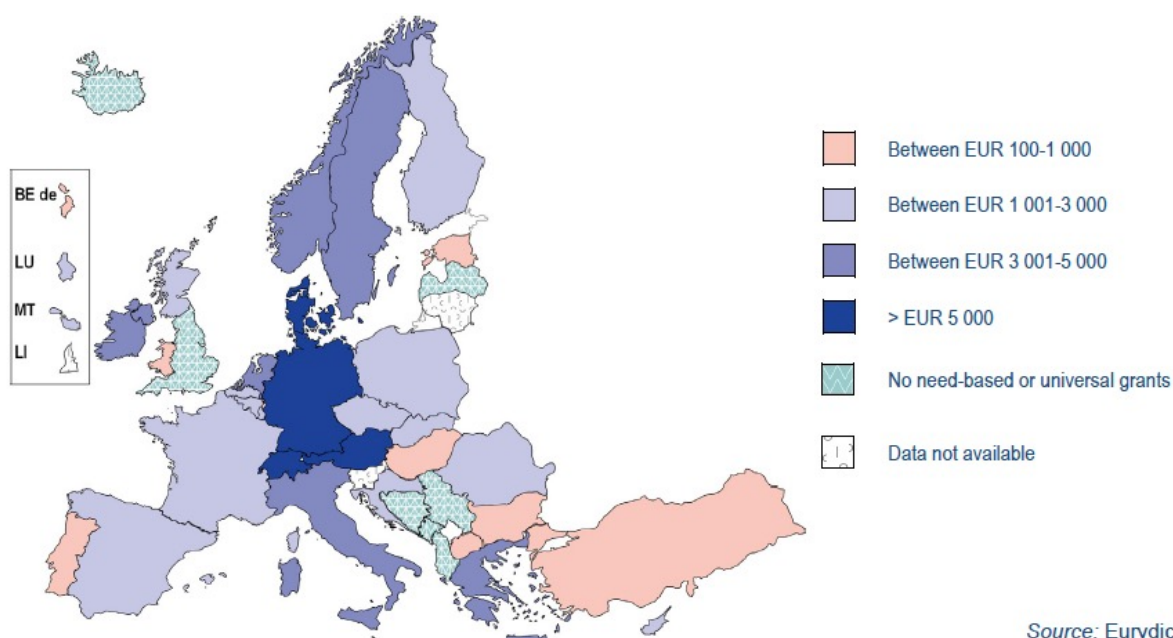 BE de
LU
MT
LI
Between EUR 100-1 000
Between EUR 1 001-3 000
Between EUR 3 001-5 000
> EUR 5 000
No need-based or universal grants
Data not available
Source: Eurydic